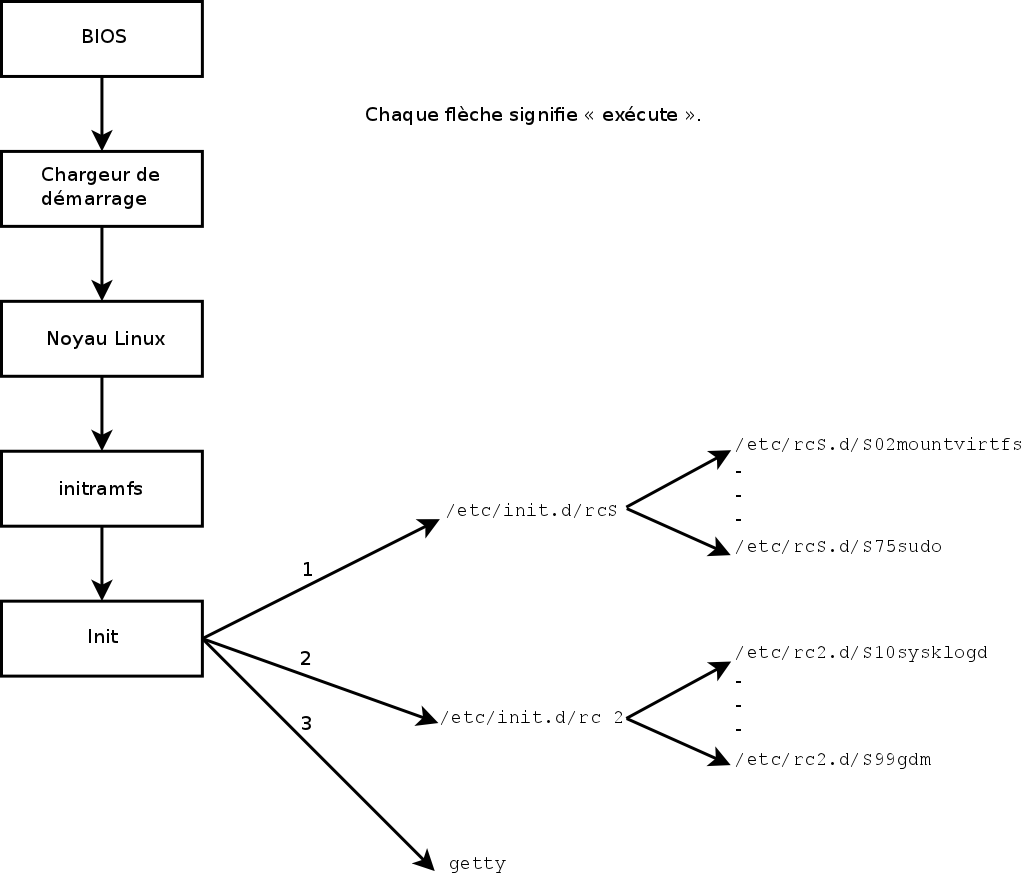 BIOS
Chaque flèche signifie « exécute ».
Chargeur de
démarrage
Noyau Linux
initramfs
Init
1
2
3
/etc/init.d/rcS
/etc/rcS.d/S02mountvirtfs
-
-
-
/etc/rcS.d/S75sudo
/etc/init.d/rc 2
/etc/rc2.d/S10sysklogd
-
-
-
/etc/rc2.d/S99gdm
getty